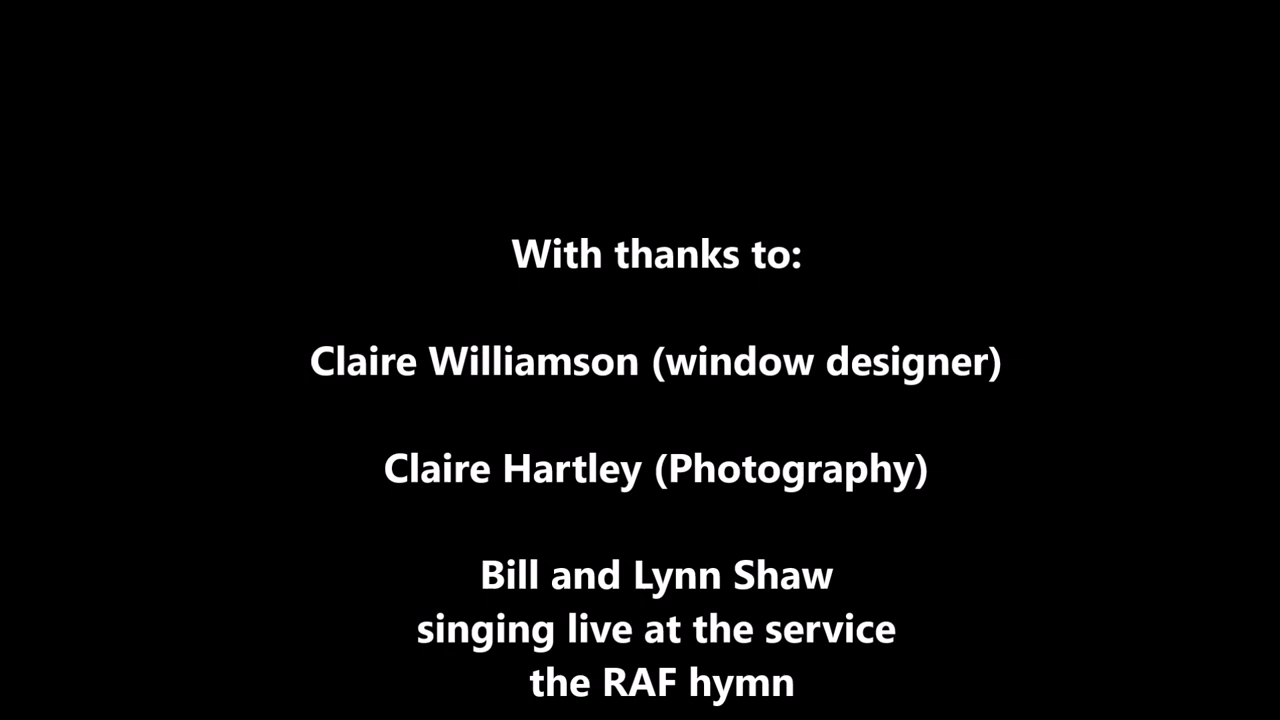 With thanks to:
Claire Williamson (window designer)
Claire Hartley (Photography)
Bill and Lynn Shaw
singing live at the service
the RAF hymn